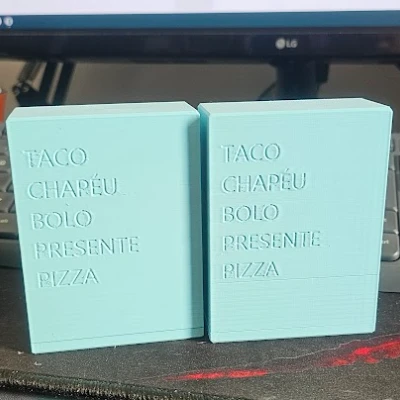 LG
TACO
CHAPÉU
BOLO
PRESENTE
PIZZA
TACO
CHAPÉU
BOLO
PRESENTE
PIZZA